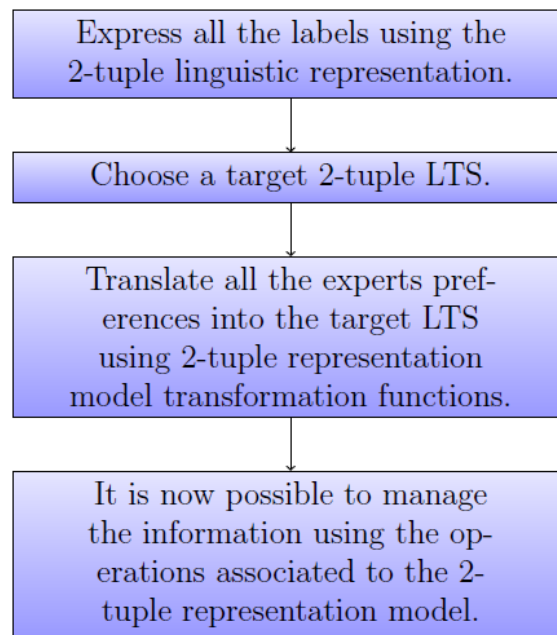 Express all the labels using the
2-tuple linguistic representation.
Choose a target 2-tuple LTS.
Translate all the experts pref-
erences into the target LTS
using 2-tuple representation
model transformation functions.
It is now possible to manage
the information using the op-
erations associated to the 2-
tuple representation model.